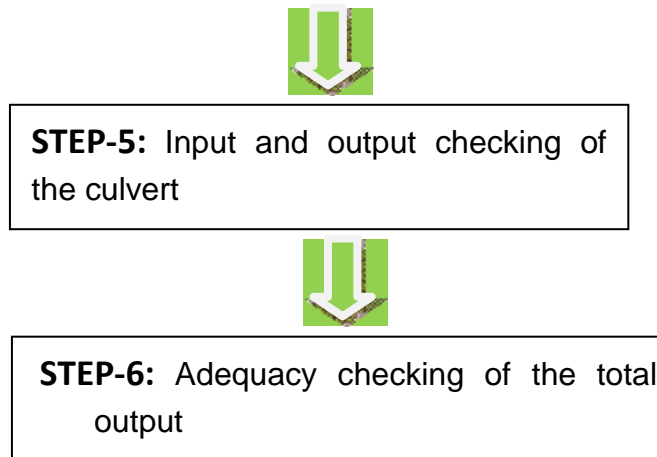 STEP-5: Input and output checking of
the culvert
STEP-6: Adequacy checking of the total
output